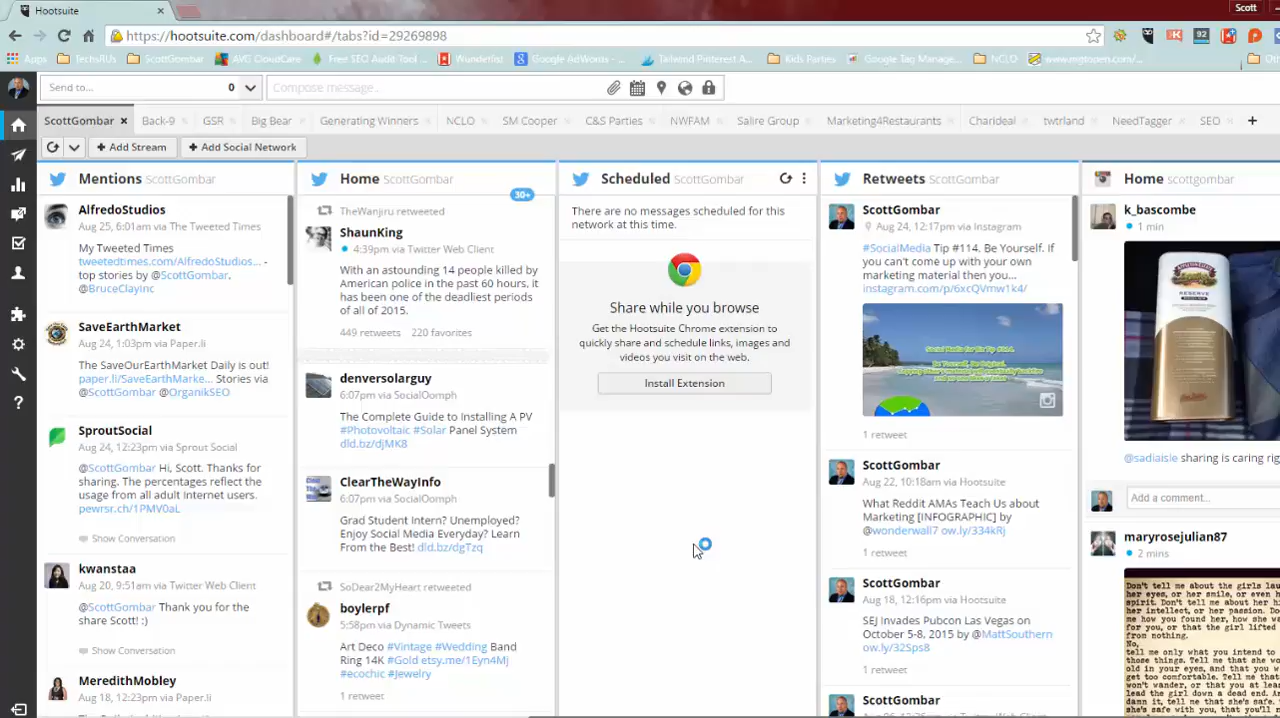 Hootsuite
Scott
https://hootsuite.com/dashboard#/tabs?id=29269898
92
Apps TechsRUs ScottGombar AVG CloudCare Free SEO Audit Tool... Wunderlist Google AdWords -... Tailwind Pinterest A... Kids Parties Google Tag Manage... NCLO
Send to... 0 Compose message...
ScottGombar Back-9 GSR Big Bear Generating Winners NCLO SM Cooper C&S Parties NWFAM Salire Group Marketing4Restaurants Charideal twtrland NeedTagger SEO
Add Stream Add Social Network
Mentions ScottGombar
AlfredoStudios
Aug 25, 6:01am via The Tweeted Times
My Tweeted Times
tweetedtimes.com/AlfredoStudios...
- top stories by @ScottGombar,
@BruceClayInc
SaveEarthMarket
Aug 24, 1:03pm via Paper.li
The SaveOurEarthMarket Daily is out!
paper.li/SaveEarthMarke... Stories via
@ScottGombar @OrganikSEO
SproutSocial
Aug 24, 12:23pm via Sprout Social
@ScottGombar Hi, Scott. Thanks for
sharing. The percentages reflect the
usage from all adult Internet users.
pewrsr.ch/1PMV0aL
Show Conversation
kwanstaa
Aug 20, 9:51am via Twitter Web Client
@ScottGombar Thank you for the
share Scott! :)
Show Conversation
MeredithMobley
Aug 18, 12:23pm via Paper.li
Home ScottGombar
30+
TheWanjiru retweeted
ShaunKing
4:39pm via Twitter Web Client
With an astounding 14 people killed by
American police in the past 60 hours, it
has been one of the deadliest periods
of all of 2015.
449 retweets 220 favorites
denversolarguy
6:07pm via SocialOomph
The Complete Guide to Installing A PV
#Photovoltaic #Solar Panel System
dld.bz/djMK8
ClearTheWayInfo
6:07pm via SocialOomph
Grad Student Intern? Unemployed?
Enjoy Social Media Everyday? Learn
From the Best! dld.bz/dgTzq
SoDear2MyHeart retweeted
boylerpf
5:58pm via Dynamic Tweets
Art Deco #Vintage #Wedding Band
Ring 14K #Gold etsy.me/1Eyn4Mj
#ecochic #Jewelry
1 retweet
Scheduled ScottGombar
There are no messages scheduled for this
network at this time.
Share while you browse
Get the Hootsuite Chrome extension to
quickly share and schedule links, images and
videos you visit on the web.
Install Extension
Retweets ScottGombar
ScottGombar
Aug 24, 12:17pm via Instagram
#SocialMedia Tip #114. Be Yourself. If
you can't come up with your own
marketing material then you...
instagram.com/p/6xcQVmw1k4/
1 retweet
ScottGombar
Aug 22, 10:18am via Hootsuite
What Reddit AMAs Teach Us about
Marketing [INFOGRAPHIC] by
@wonderwall7 ow.ly/334kRj
1 retweet
ScottGombar
Aug 18, 12:16pm via Hootsuite
SEJ Invades Pubcon Las Vegas on
October 5-8, 2015 by @MattSouthern
ow.ly/32Sps8
1 retweet
ScottGombar
Home scottgombar
k_bascombe
1 min
RESERVE
@sadiaisle sharing is caring
Add a comment...
maryrosejulian87
2 mins
Don't tell me about the girls
her eyes, or her smile, or even